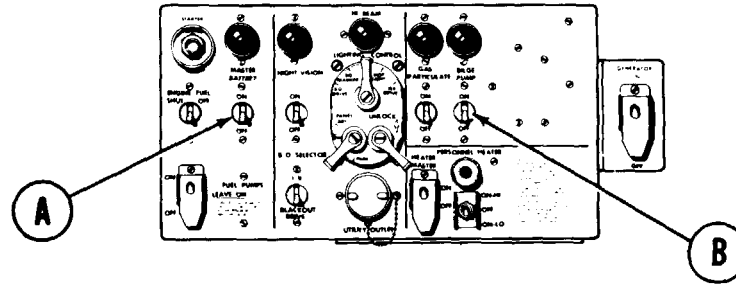 STARTER
HI BEAM
LIGHTING CONTROL
MASTER
BATTERY
NIGHT VISION
GAS
PARTICULATE
BILGE
PUMP
GENERATOR
ENGINE FUEL
SHUT OFF
ON
OFF
ON
OFF
ON
OFF
ON
OFF
UNLOCK
B O SELECTOR
PERSONNEL HEATER
HEATER
MASTER
ON
OFF
ON-HI
OFF
ON-LO
ON
OFF
FUEL PUMPS
LEAVE ON
BLACKOUT
DRIVE
UTILITY OUTLET
OFF
A
B